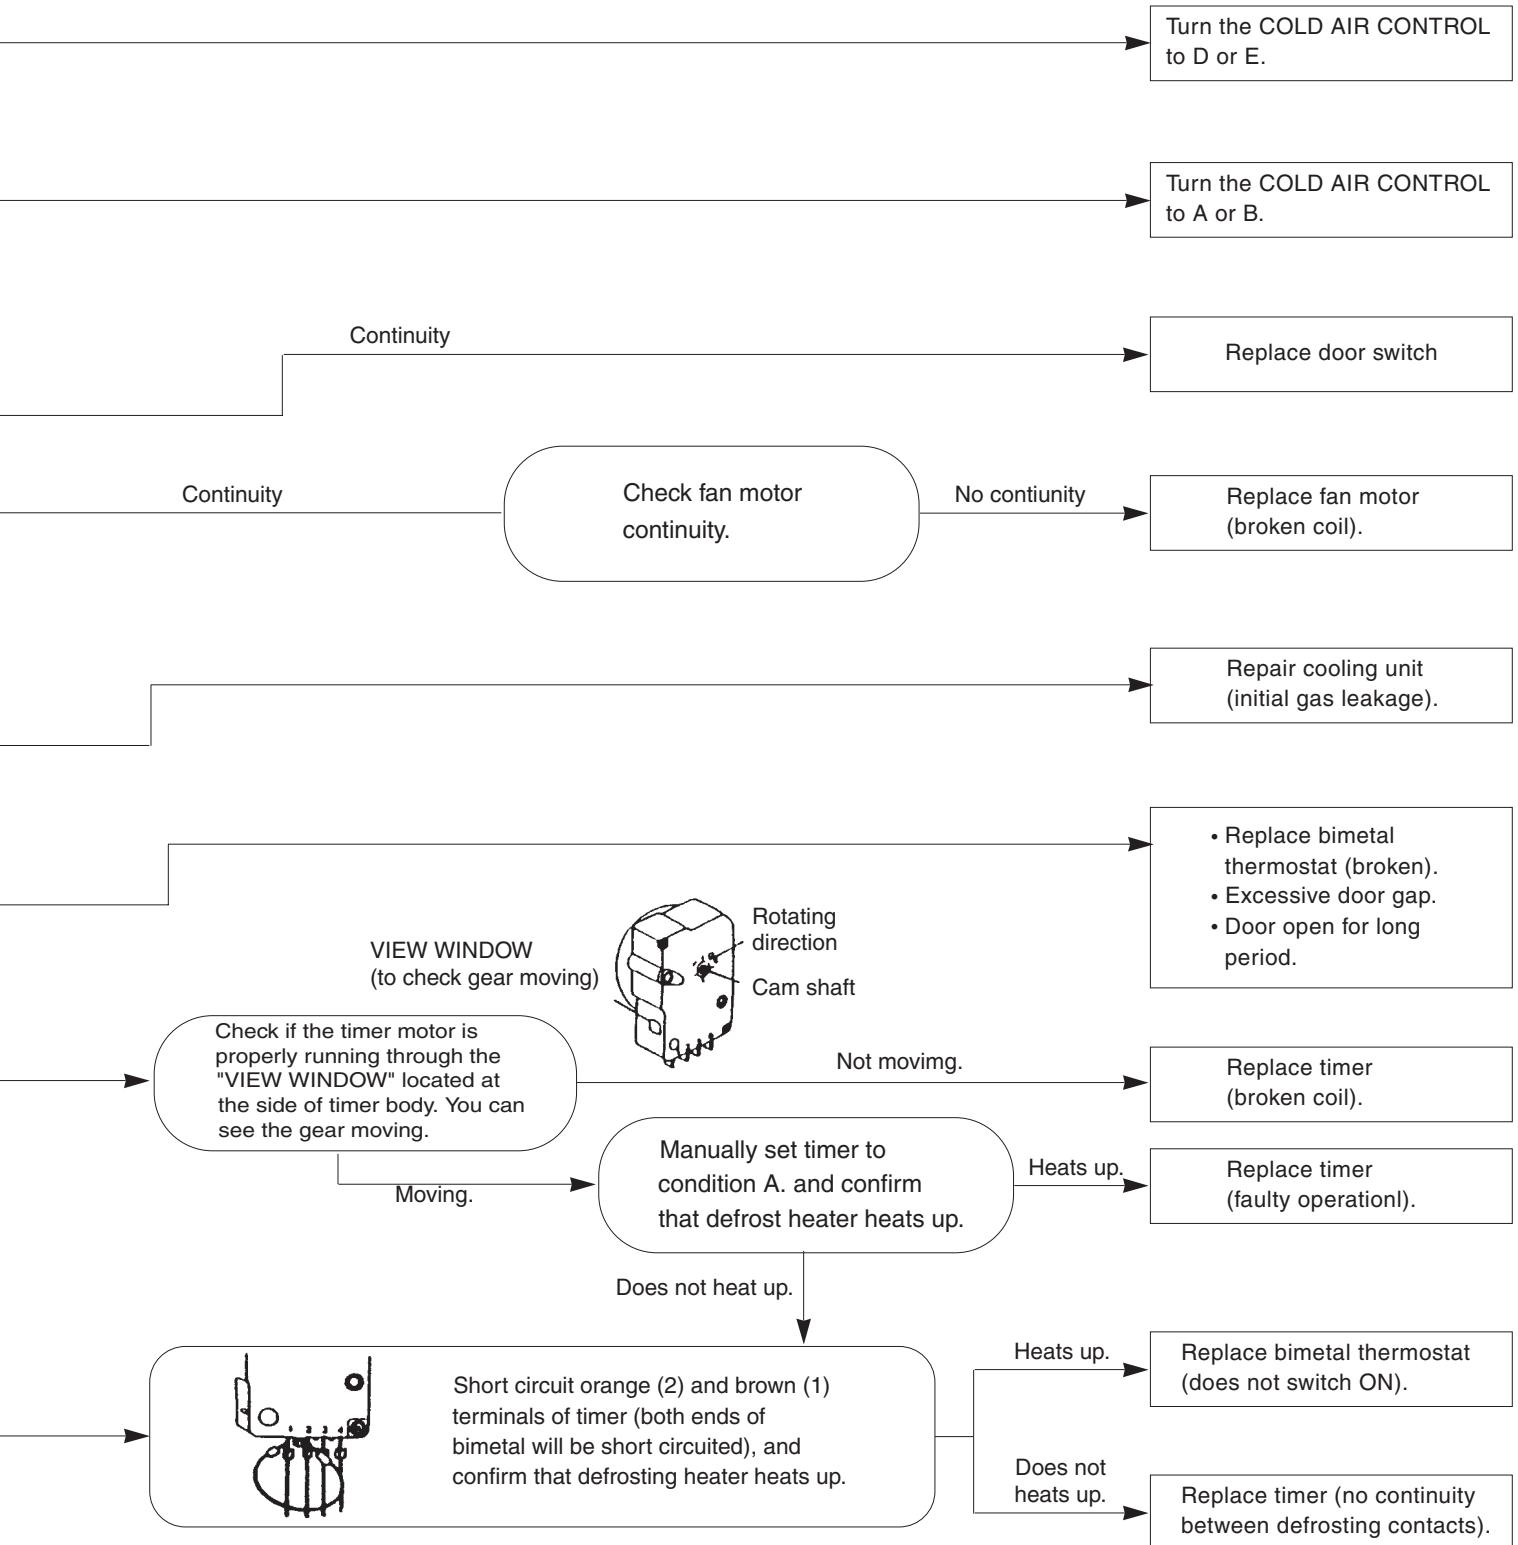 Turn the COLD AIR CONTROL
to D or E.
Turn the COLD AIR CONTROL
to A or B.
Continuity
Replace door switch
Continuity
Check fan motor
continuity.
No contiunity
Replace fan motor
(broken coil).
Repair cooling unit
(initial gas leakage).
• Replace bimetal
thermostat (broken).
• Excessive door gap.
• Door open for long
period.
VIEW WINDOW
(to check gear moving)
Rotating
direction
Cam shaft
Check if the timer motor is
properly running through the
"VIEW WINDOW" located at
the side of timer body. You can
see the gear moving.
Not movimg.
Replace timer
(broken coil).
Moving.
Manually set timer to
condition A. and confirm
that defrost heater heats up.
Heats up.
Replace timer
(faulty operationl).
Does not heat up.
1 2 3 4
Short circuit orange (2) and brown (1)
terminals of timer (both ends of
bimetal will be short circuited), and
confirm that defrosting heater heats up.
Heats up.
Replace bimetal thermostat
(does not switch ON).
Does not
heats up.
Replace timer (no continuity
between defrosting contacts).